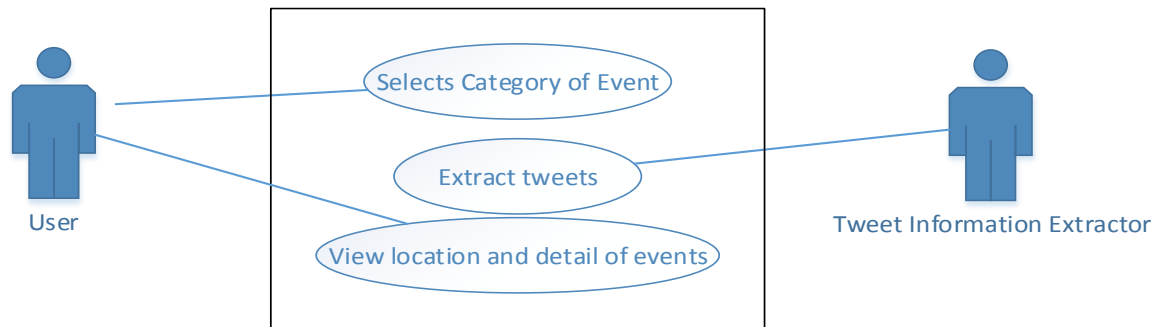 Selects Category of Event
Extract tweets
View location and detail of events
User
Tweet Information Extractor